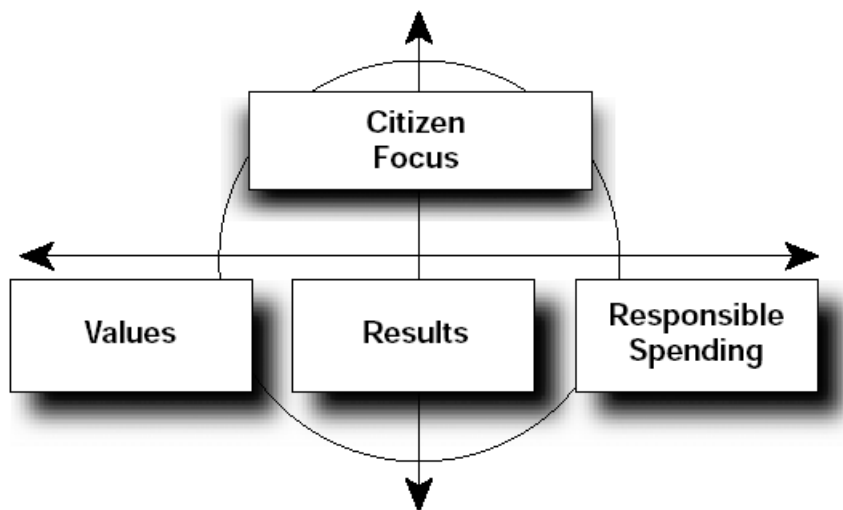 Citizen
Focus
Values
Results
Responsible
Spending